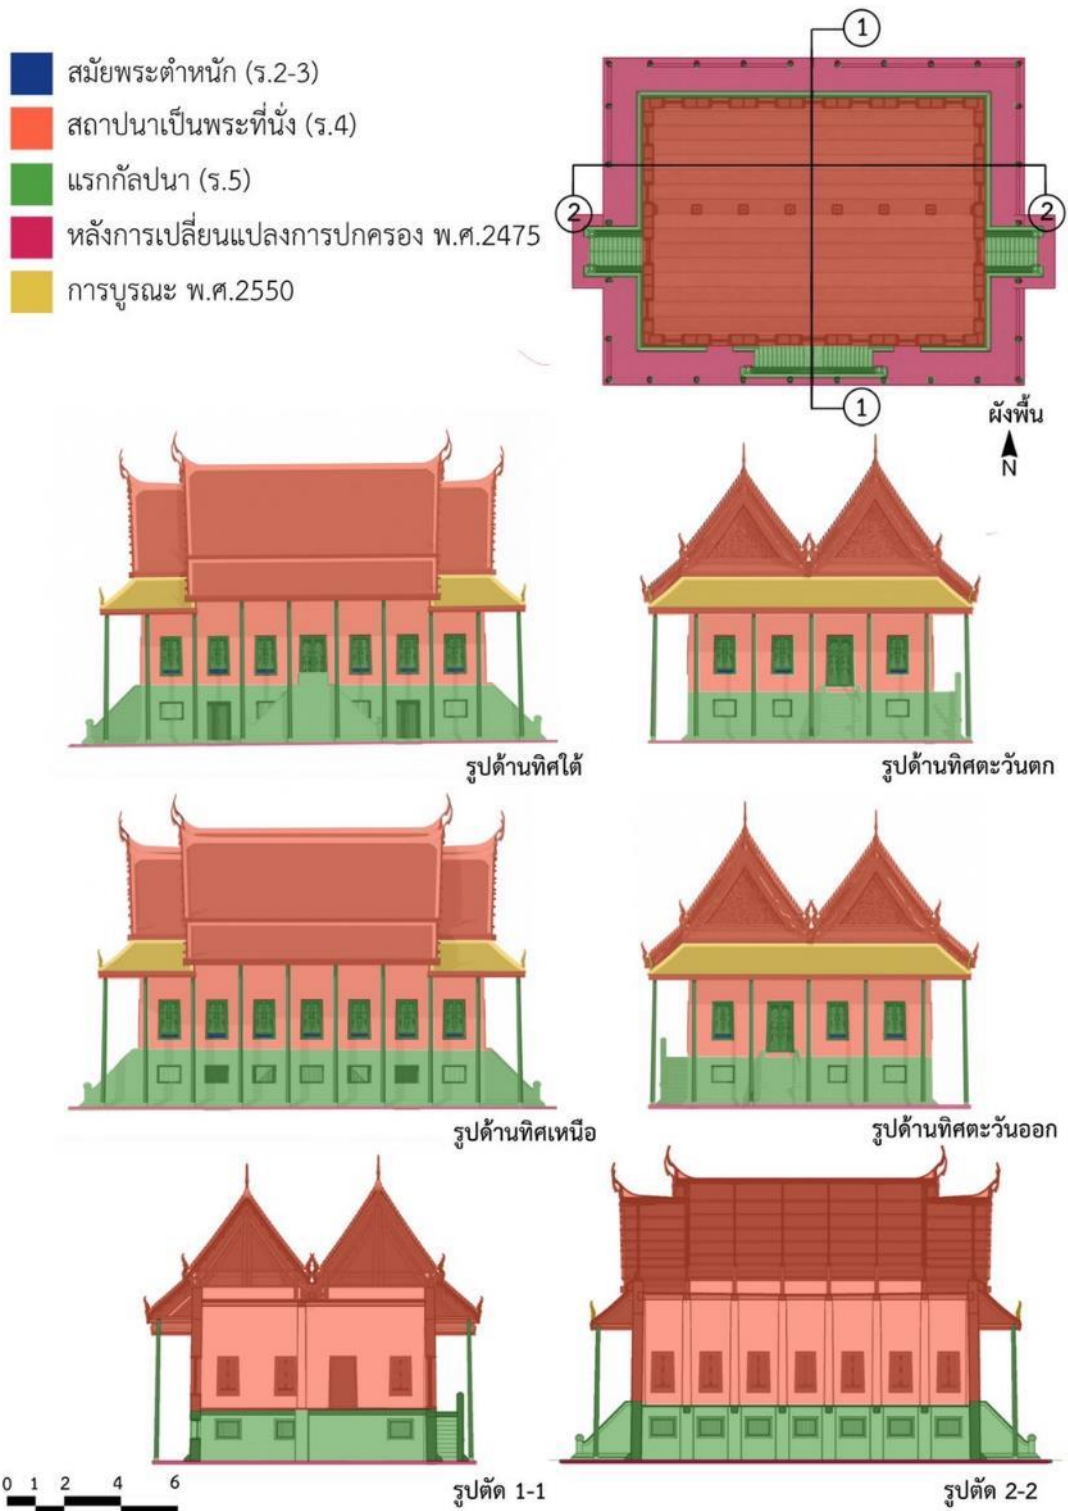 สมัยพระตำหนัก (ร.2-3)
สถาปนาเป็นพระที่นั่ง (ร.4)
แรกกัลปนา (ร.5)
หลังการเปลี่ยนแปลงการปกครอง พ.ศ.2475
การบูรณะ พ.ศ.2550
1
2
2
1
ผังพื้น
N
รูปด้านทิศใต้
รูปด้านทิศตะวันตก
รูปด้านทิศเหนือ
รูปด้านทิศตะวันออก
0 1 2 4 6
รูปตัด 1-1
รูปตัด 2-2